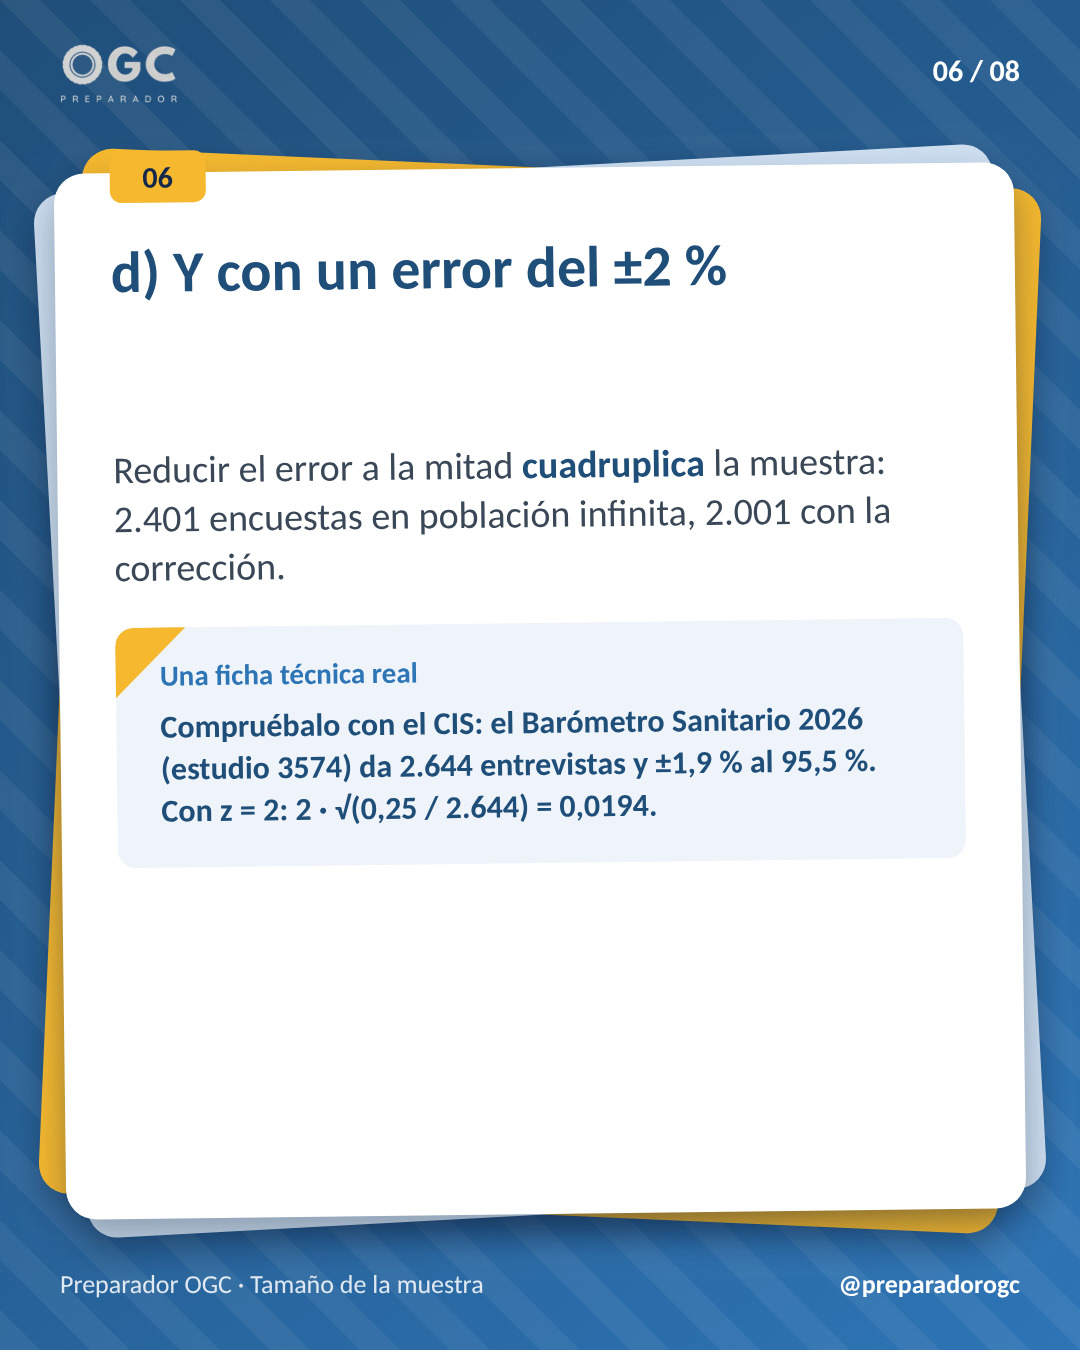 OGC
PREPARADOR
06 / 08
06
d) Y con un error del ±2 %
Reducir el error a la mitad cuadruplica la muestra:
2.401 encuestas en población infinita, 2.001 con la
corrección.
Una ficha técnica real
Compruébalo con el CIS: el Barómetro Sanitario 2026
(estudio 3574) da 2.644 entrevistas y ±1,9 % al 95,5 %.
Con z = 2: 2 · √(0,25 / 2.644) = 0,0194.
Preparador OGC · Tamaño de la muestra
@preparadorogc